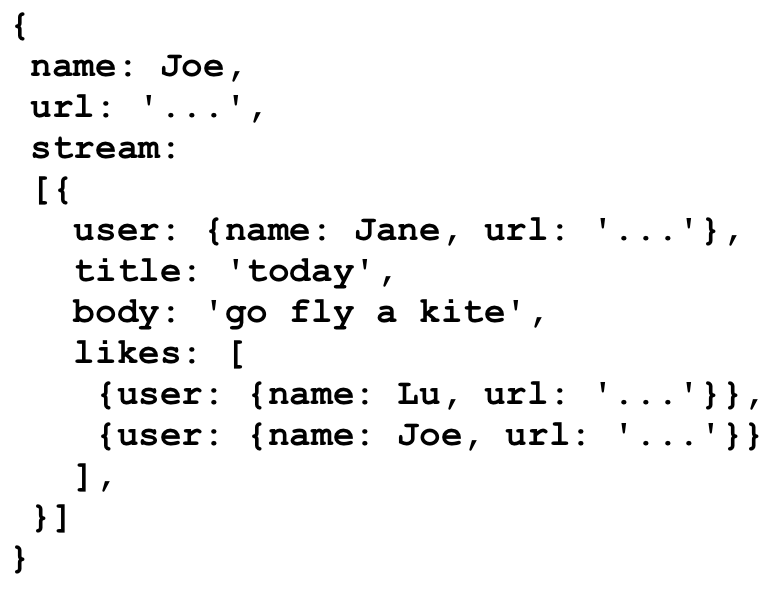 {
name: Joe,
url: '...',
stream:
[{
user: {name: Jane, url: '...'},
title: 'today',
body: 'go fly a kite',
likes: [
{user: {name: Lu, url: '...'}},
{user: {name: Joe, url: '...'}}
],
}]
}